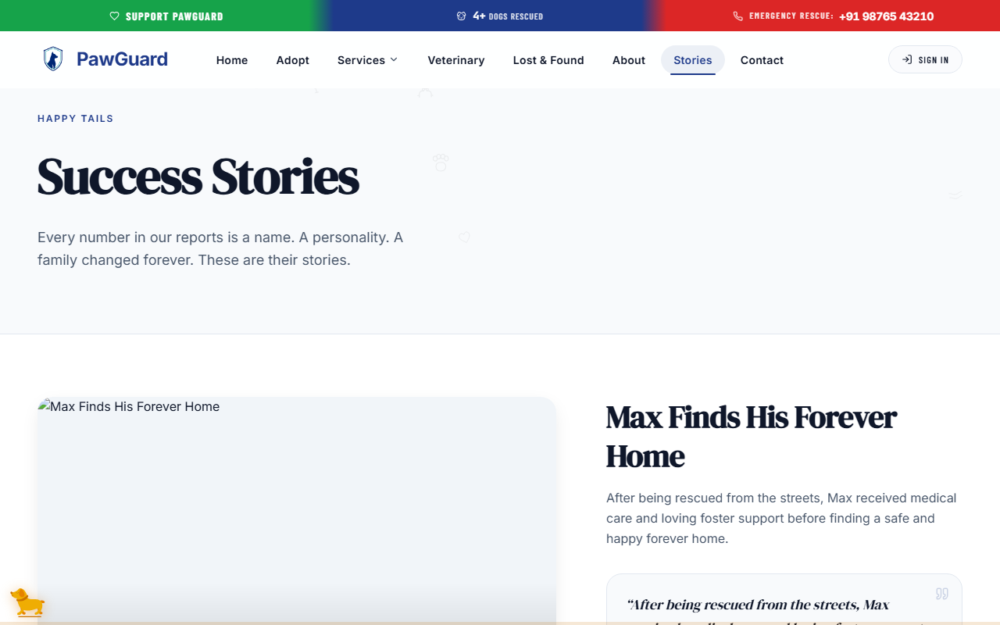 SUPPORT PAWGUARD
4+ DOGS RESCUED
EMERGENCY RESCUE: +91 98765 43210
PawGuard
Home
Adopt
Services
Veterinary
Lost & Found
About
Stories
Contact
SIGN IN
HAPPY TAILS
Success Stories
Every number in our reports is a name. A personality. A
family changed forever. These are their stories.
Max Finds His Forever Home
Max Finds His Forever
Home
After being rescued from the streets, Max received medical
care and loving foster support before finding a safe and
happy forever home.
“After being rescued from the streets, Max